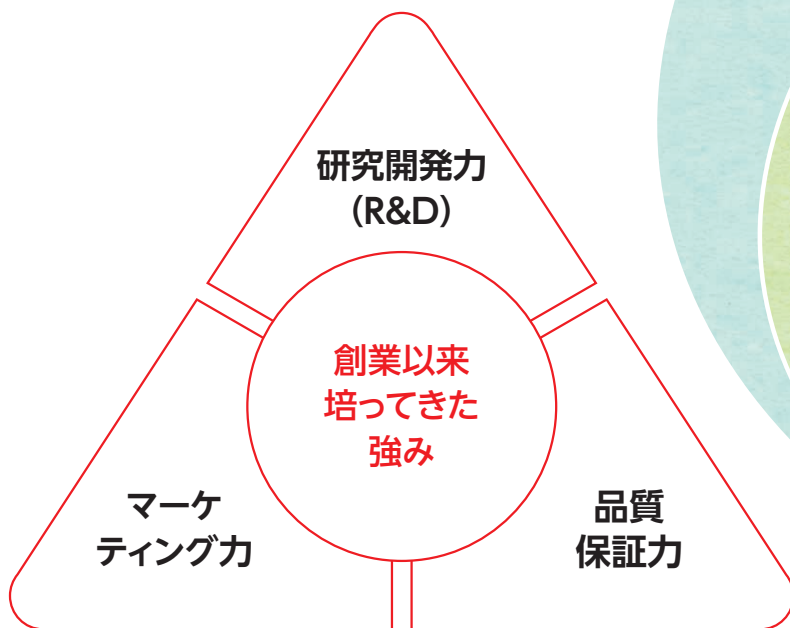 研究開発力
(R&D)
創業以来
培ってきた
強み
マーケ
ティング力
品質
保証力